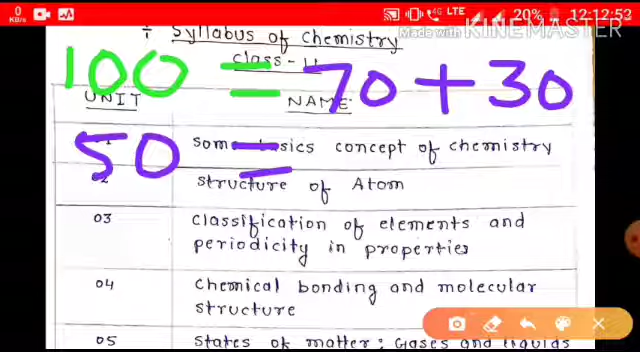 0 KB/s 4G LTE 20% 12:12:53
Made with KINEMASTER
÷ Syllabus of Chemistry
Class - 11
100 = 70 + 30
UNIT NAME
50 =
01 Some basics concept of chemistry
02 Structure of Atom
03 Classification of elements and
periodicity in properties
04 Chemical bonding and molecular
structure
05 States of matter: Gases and liquids